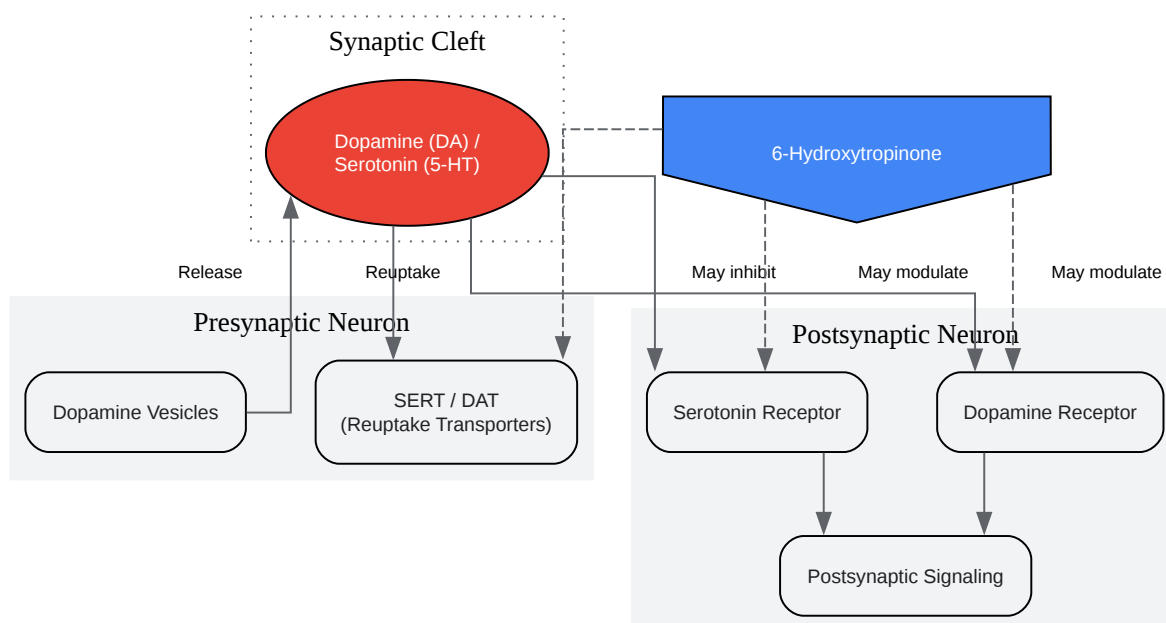 Synaptic Cleft
Dopamine (DA) /
Serotonin (5-HT)
6-Hydroxytropinone
Release
Reuptake
May inhibit
May modulate
May modulate
Presynaptic Neuron
Postsynaptic Neuron
Dopamine Vesicles
SERT / DAT
(Reuptake Transporters)
Serotonin Receptor
Dopamine Receptor
Postsynaptic Signaling